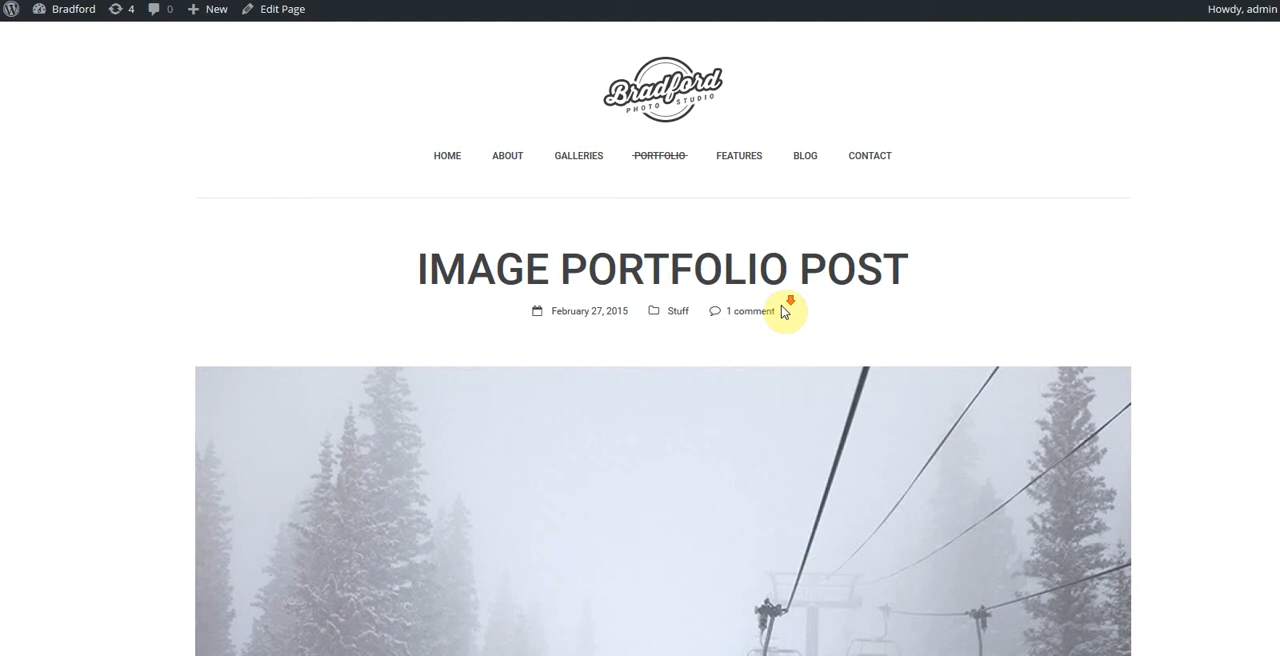 Bradford 4 0 New Edit Page Howdy, admin
Bradford
PHOTO STUDIO
HOME ABOUT GALLERIES PORTFOLIO FEATURES BLOG CONTACT
IMAGE PORTFOLIO POST
February 27, 2015 Stuff 1 comment